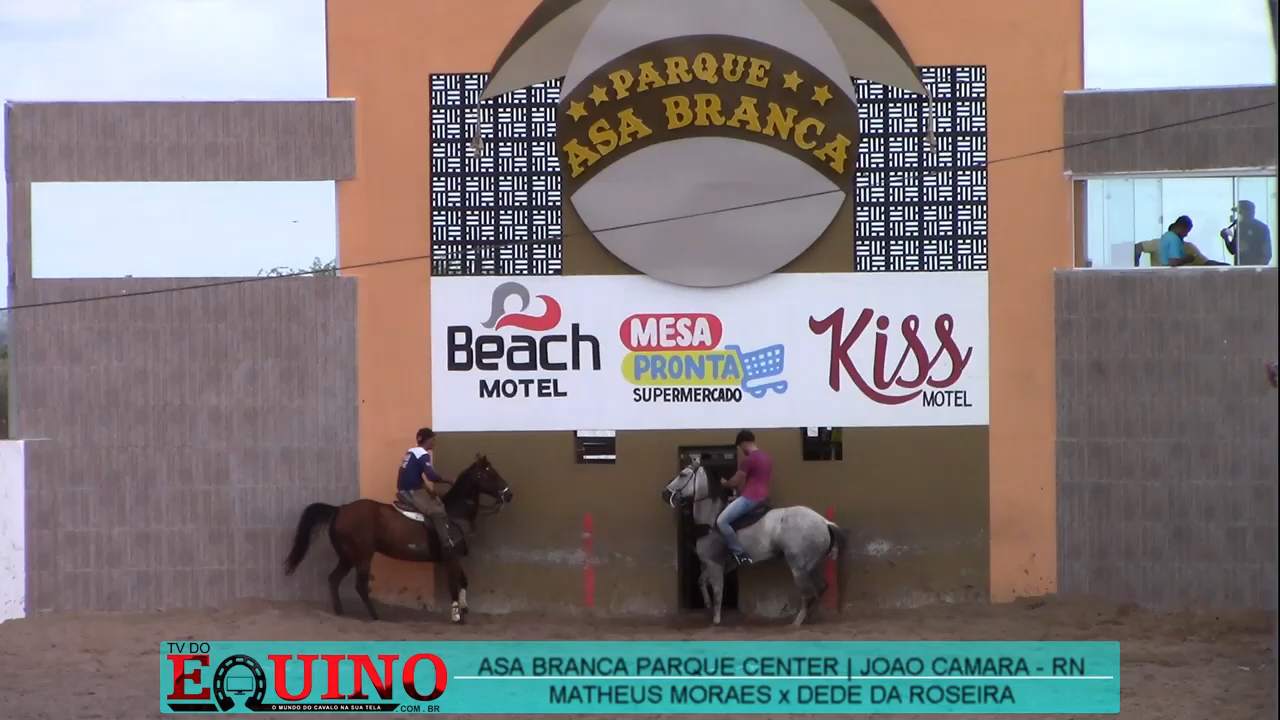 PARQUE
ASA BRANCA
Beach
MOTEL
MESA
PRONTA
SUPERMERCADO
Kiss
MOTEL
TV DO
EQUINO
O MUNDO DO CAVALO NA SUA TELA
.COM.BR
ASA BRANCA PARQUE CENTER | JOAO CAMARA - RN
MATHEUS MORAES x DEDE DA ROSEIRA